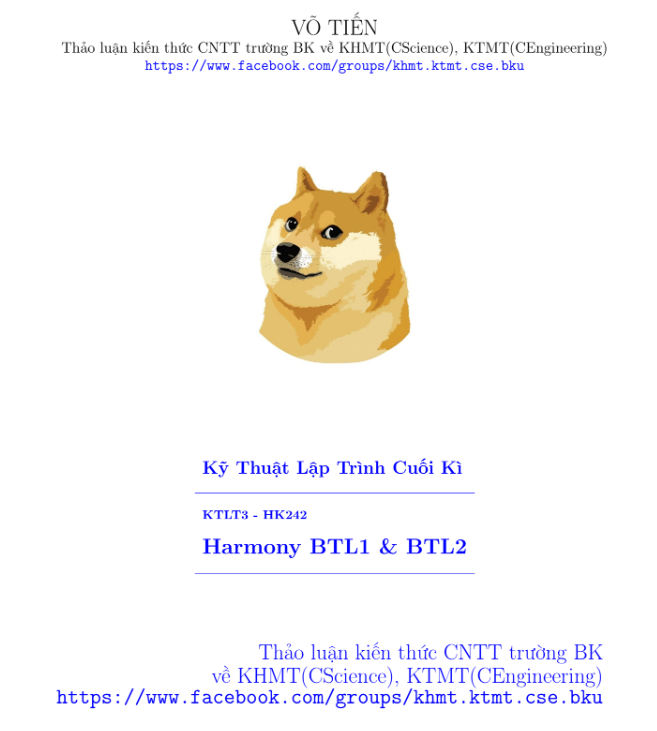 VÕ TIẾN
Thảo luận kiến thức CNTT trường BK về KHMT(CScience), KTMT(CEngineering)
https://www.facebook.com/groups/khmt.ktmt.cse.bku
Kỹ Thuật Lập Trình Cuối Kì
KTLT3 - HK242
Harmony BTL1 & BTL2
Thảo luận kiến thức CNTT trường BK
về KHMT(CScience), KTMT(CEngineering)
https://www.facebook.com/groups/khmt.ktmt.cse.bku